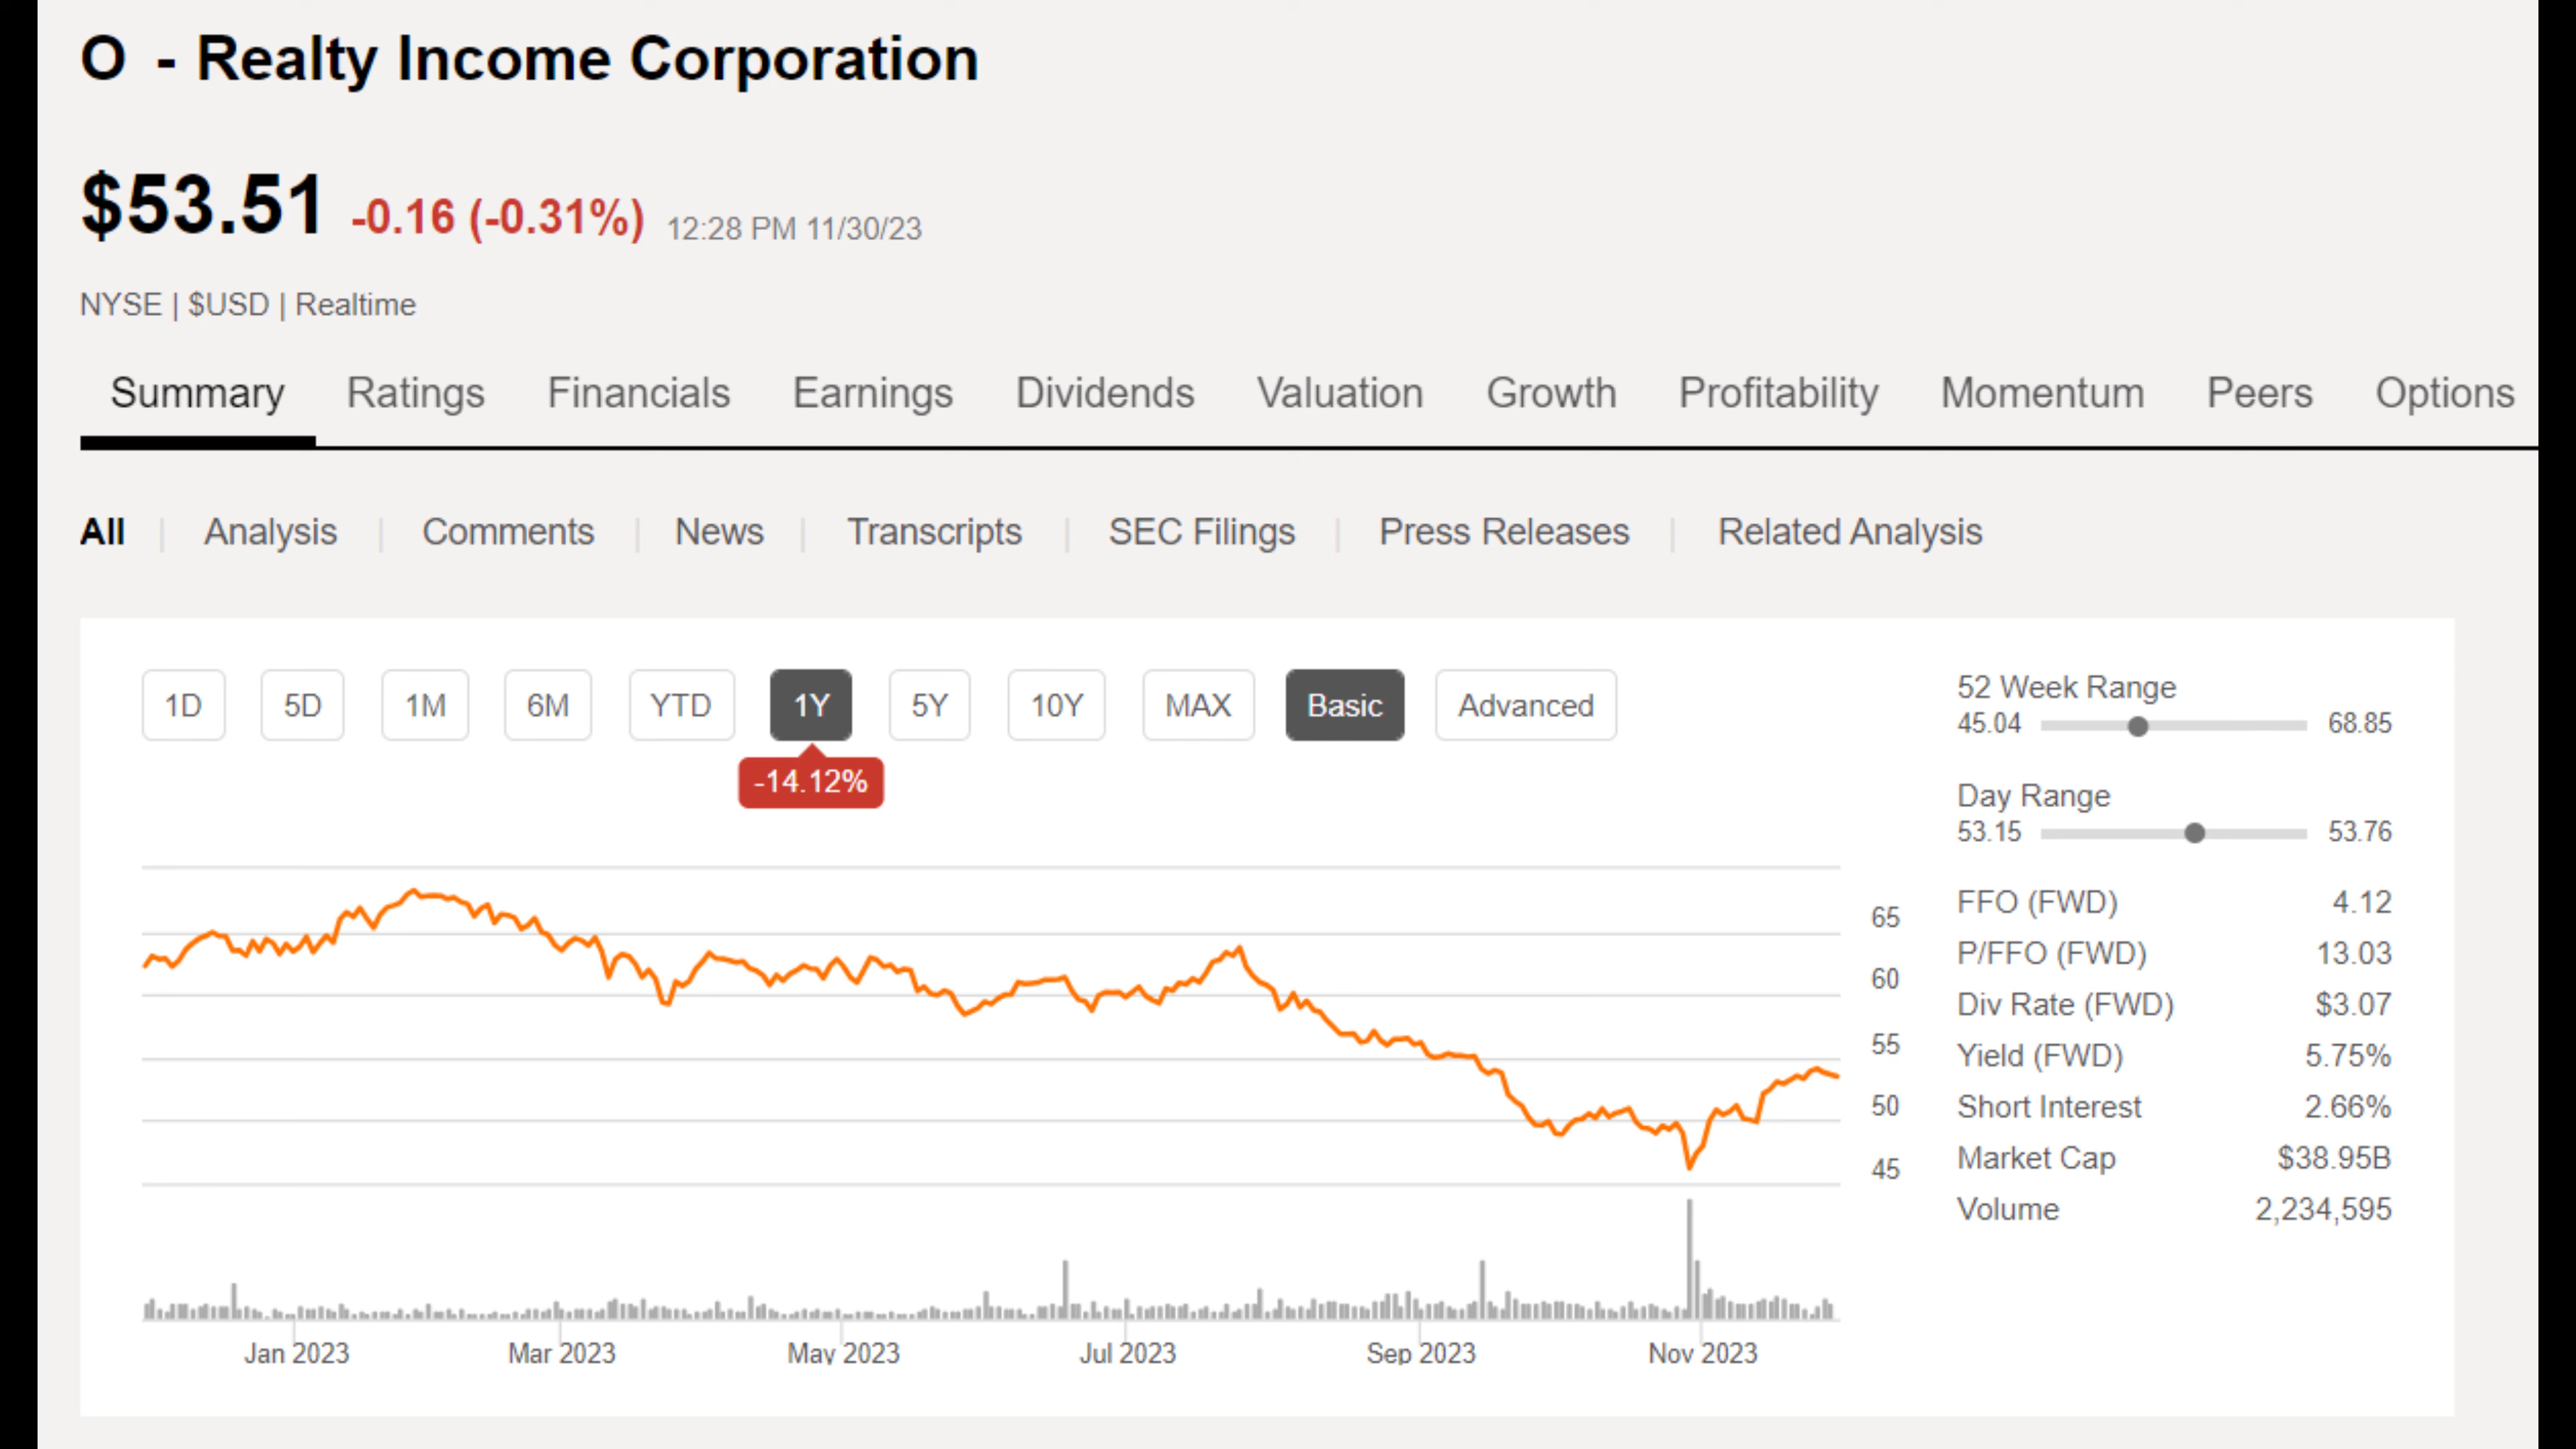 O - Realty Income Corporation
$53.51 -0.16 (-0.31%) 12:28 PM 11/30/23
NYSE | $USD | Realtime
Summary Ratings Financials Earnings Dividends Valuation Growth Profitability Momentum Peers Options
All | Analysis | Comments | News | Transcripts | SEC Filings | Press Releases | Related Analysis
1D 5D 1M 6M YTD 1Y 5Y 10Y MAX Basic Advanced
-14.12%
65
60
55
50
45
Jan 2023 Mar 2023 May 2023 Jul 2023 Sep 2023 Nov 2023
52 Week Range
45.04 68.85
Day Range
53.15 53.76
FFO (FWD) 4.12
P/FFO (FWD) 13.03
Div Rate (FWD) $3.07
Yield (FWD) 5.75%
Short Interest 2.66%
Market Cap $38.95B
Volume 2,234,595